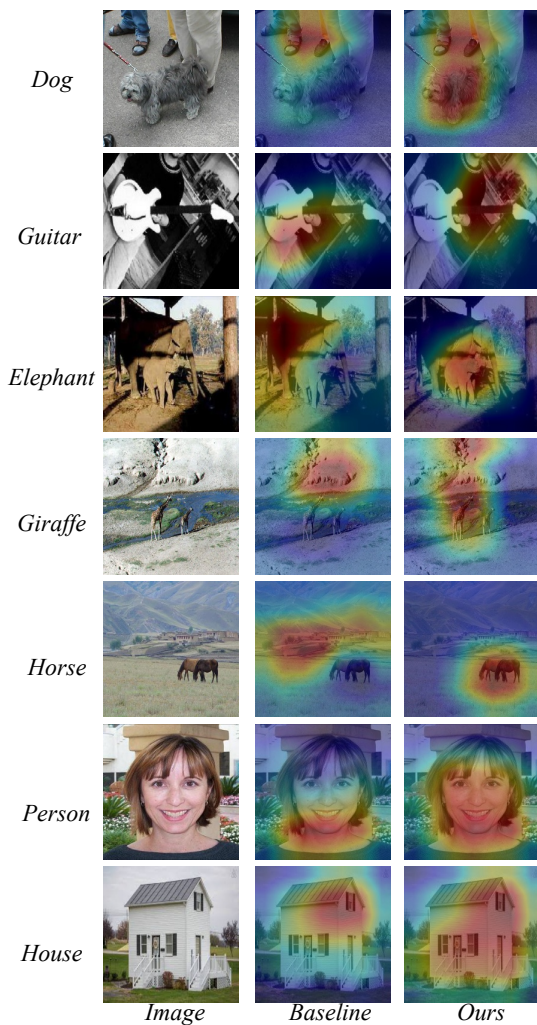 Dog
Guitar
Elephant
Giraffe
Horse
Person
House
Image Baseline Ours